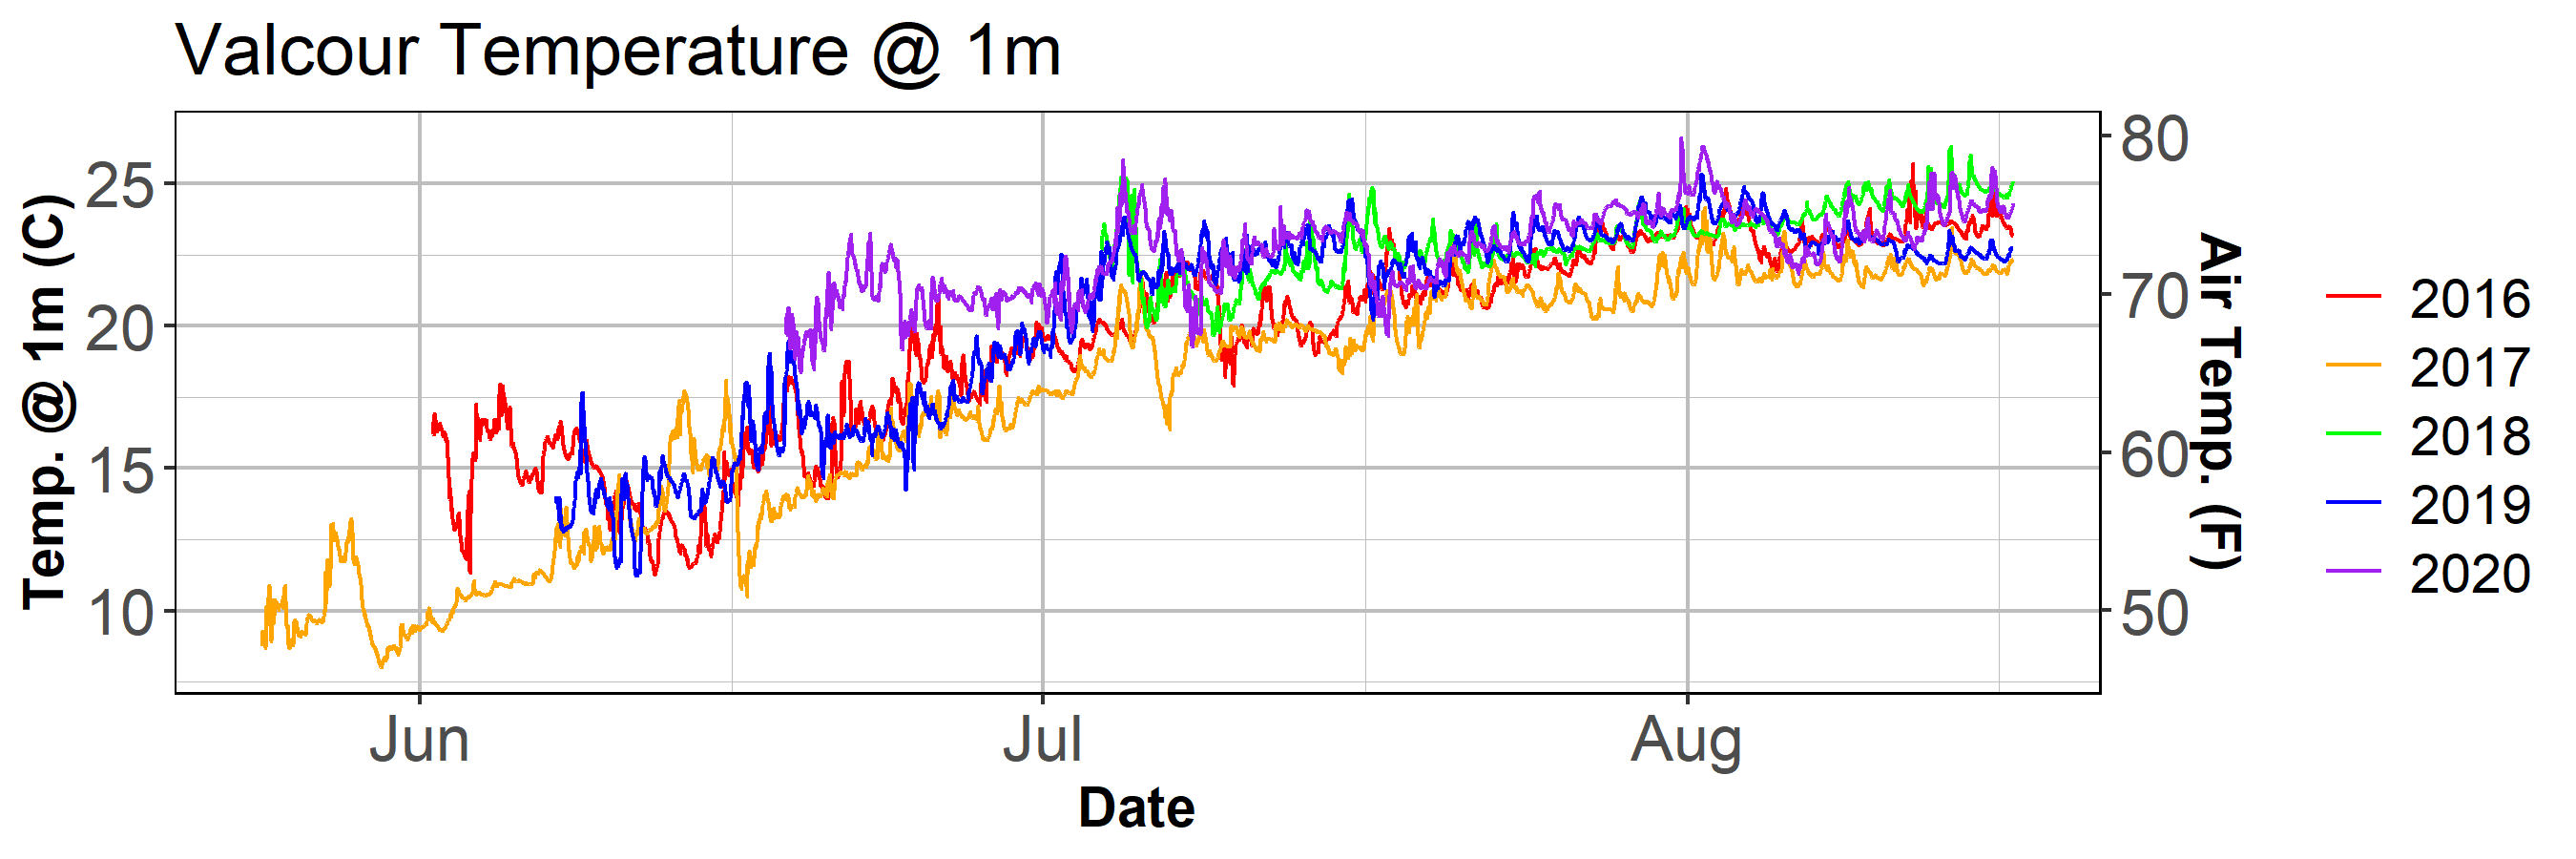 Valcour Temperature @ 1m
Temp. @ 1m (C)
25
20
15
10
80
70
60
50
Air Temp. (F)
Jun
Jul
Aug
Date
2016
2017
2018
2019
2020